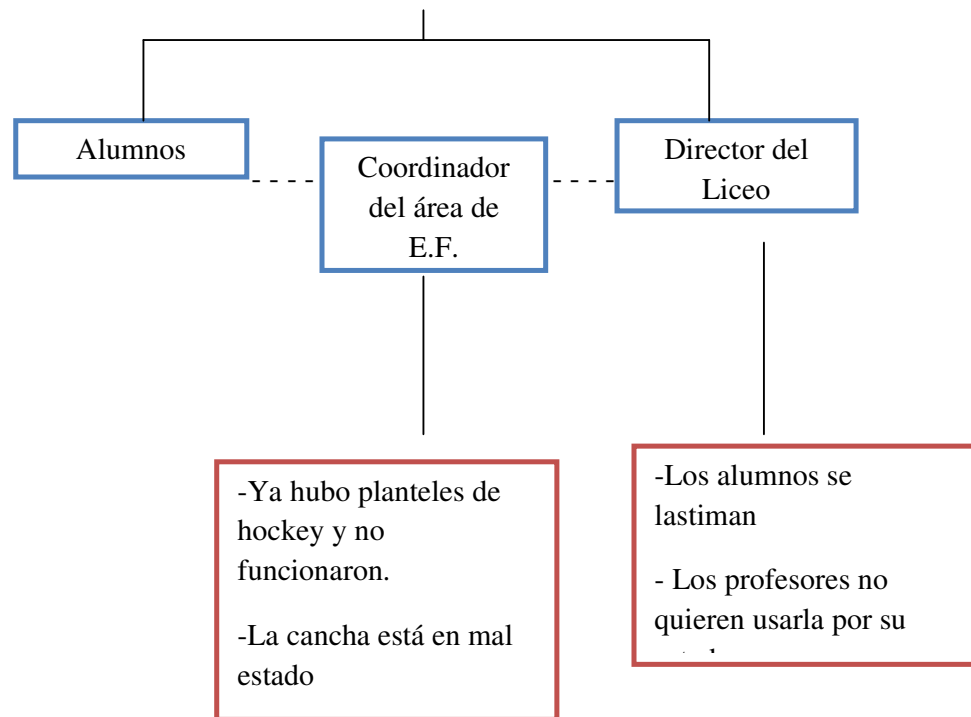 Alumnos
Coordinador
del área de
E.F.
Director del
Liceo
-Ya hubo planteles de
hockey y no
funcionaron.
-La cancha está en mal
estado
-Los alumnos se
lastiman
- Los profesores no
quieren usarla por su